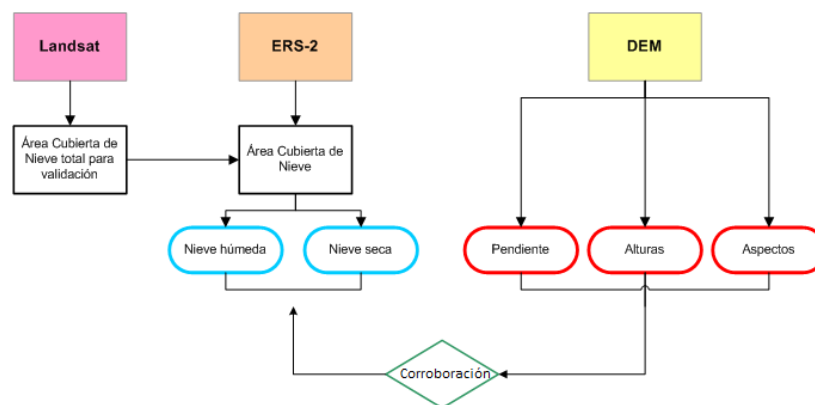 Landsat
ERS-2
DEM
Área Cubierta de
Nieve total para
validación
Área Cubierta de
Nieve
Nieve húmeda
Nieve seca
Pendiente
Alturas
Aspectos
Corroboración